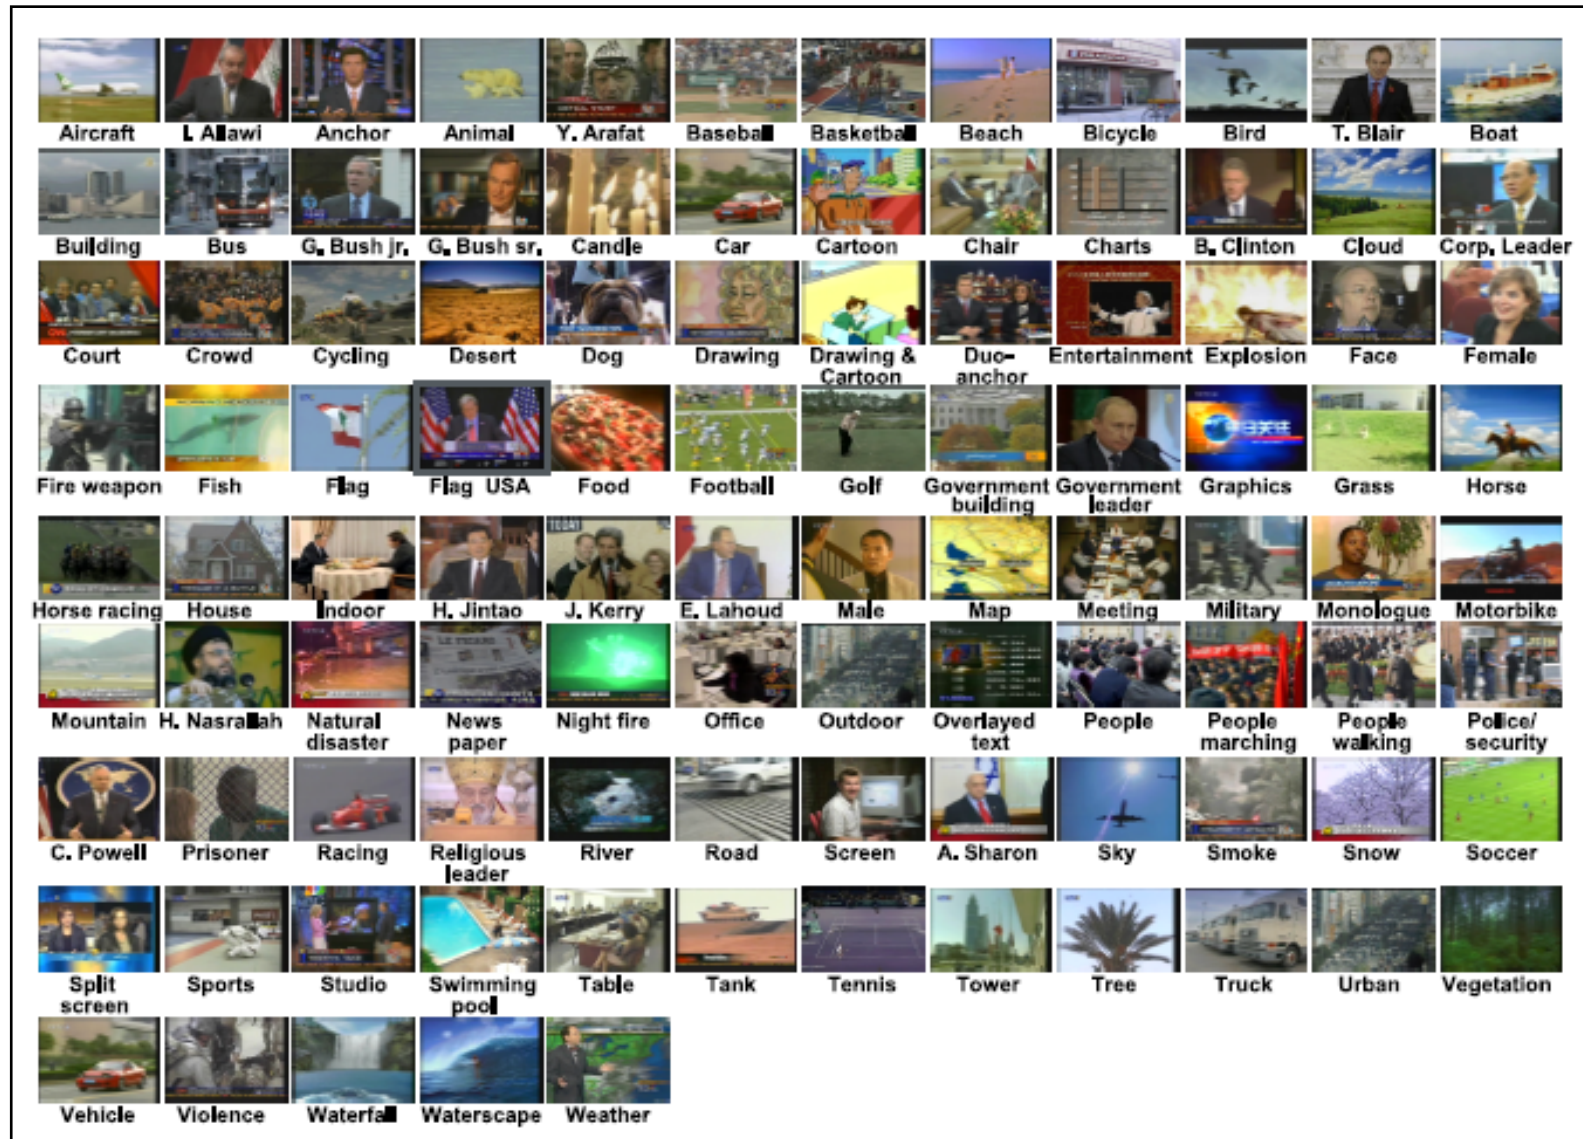 Aircraft I. Allawi Anchor Animal Y. Arafat Baseball Basketball Beach Bicycle Bird T. Blair Boat
Building Bus G. Bush jr. G. Bush sr. Candle Car Cartoon Chair Charts B. Clinton Cloud Corp. Leader
Court Crowd Cycling Desert Dog Drawing Drawing & Duo- Entertainment Explosion Face Female
Cartoon anchor
Fire weapon Fish Flag Flag USA Food Football Golf Government Government Graphics Grass Horse
building leader
Horse racing House Indoor H. Jintao J. Kerry E. Lahoud Male Map Meeting Military Monologue Motorbike
Mountain H. Nasrallah Natural News Night fire Office Outdoor Overlayed People People People Police/
disaster paper text marching walking security
C. Powell Prisoner Racing Religious River Road Screen A. Sharon Sky Smoke Snow Soccer
leader
Split Sports Studio Swimming Table Tank Tennis Tower Tree Truck Urban Vegetation
screen pool
Vehicle Violence Waterfall Waterscape Weather